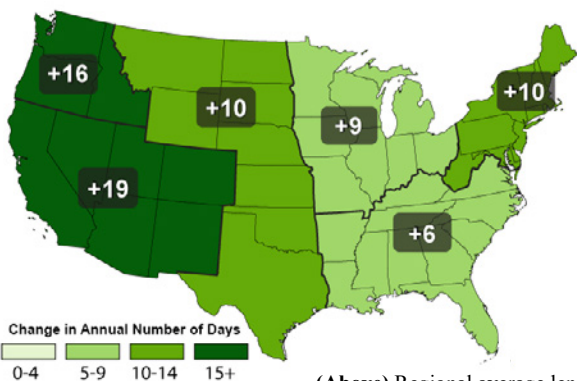 +16
+10
+10
+9
+19
+6
Change in Annual Number of Days
0-4 5-9 10-14 15+
(Above) Regional average